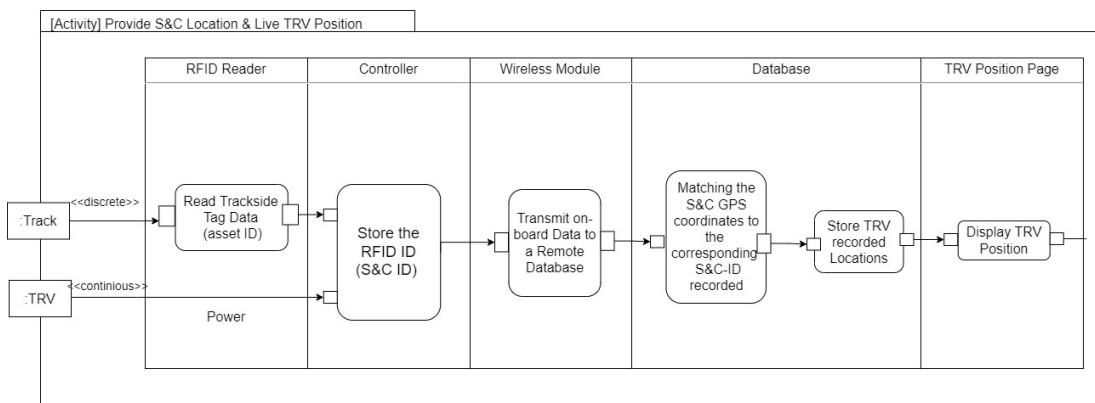 [Activity] Provide S&C Location & Live TRV Position
RFID Reader
Controller
Wireless Module
Database
TRV Position Page
:Track
<<discrete>>
Read Trackside
Tag Data
(asset ID)
:TRV
<<continious>>
Power
Store the
RFID ID
(S&C ID)
Transmit on-
board Data to
a Remote
Database
Matching the
S&C GPS
coordinates to
the
corresponding
S&C-ID
recorded
Store TRV
recorded
Locations
Display TRV
Position